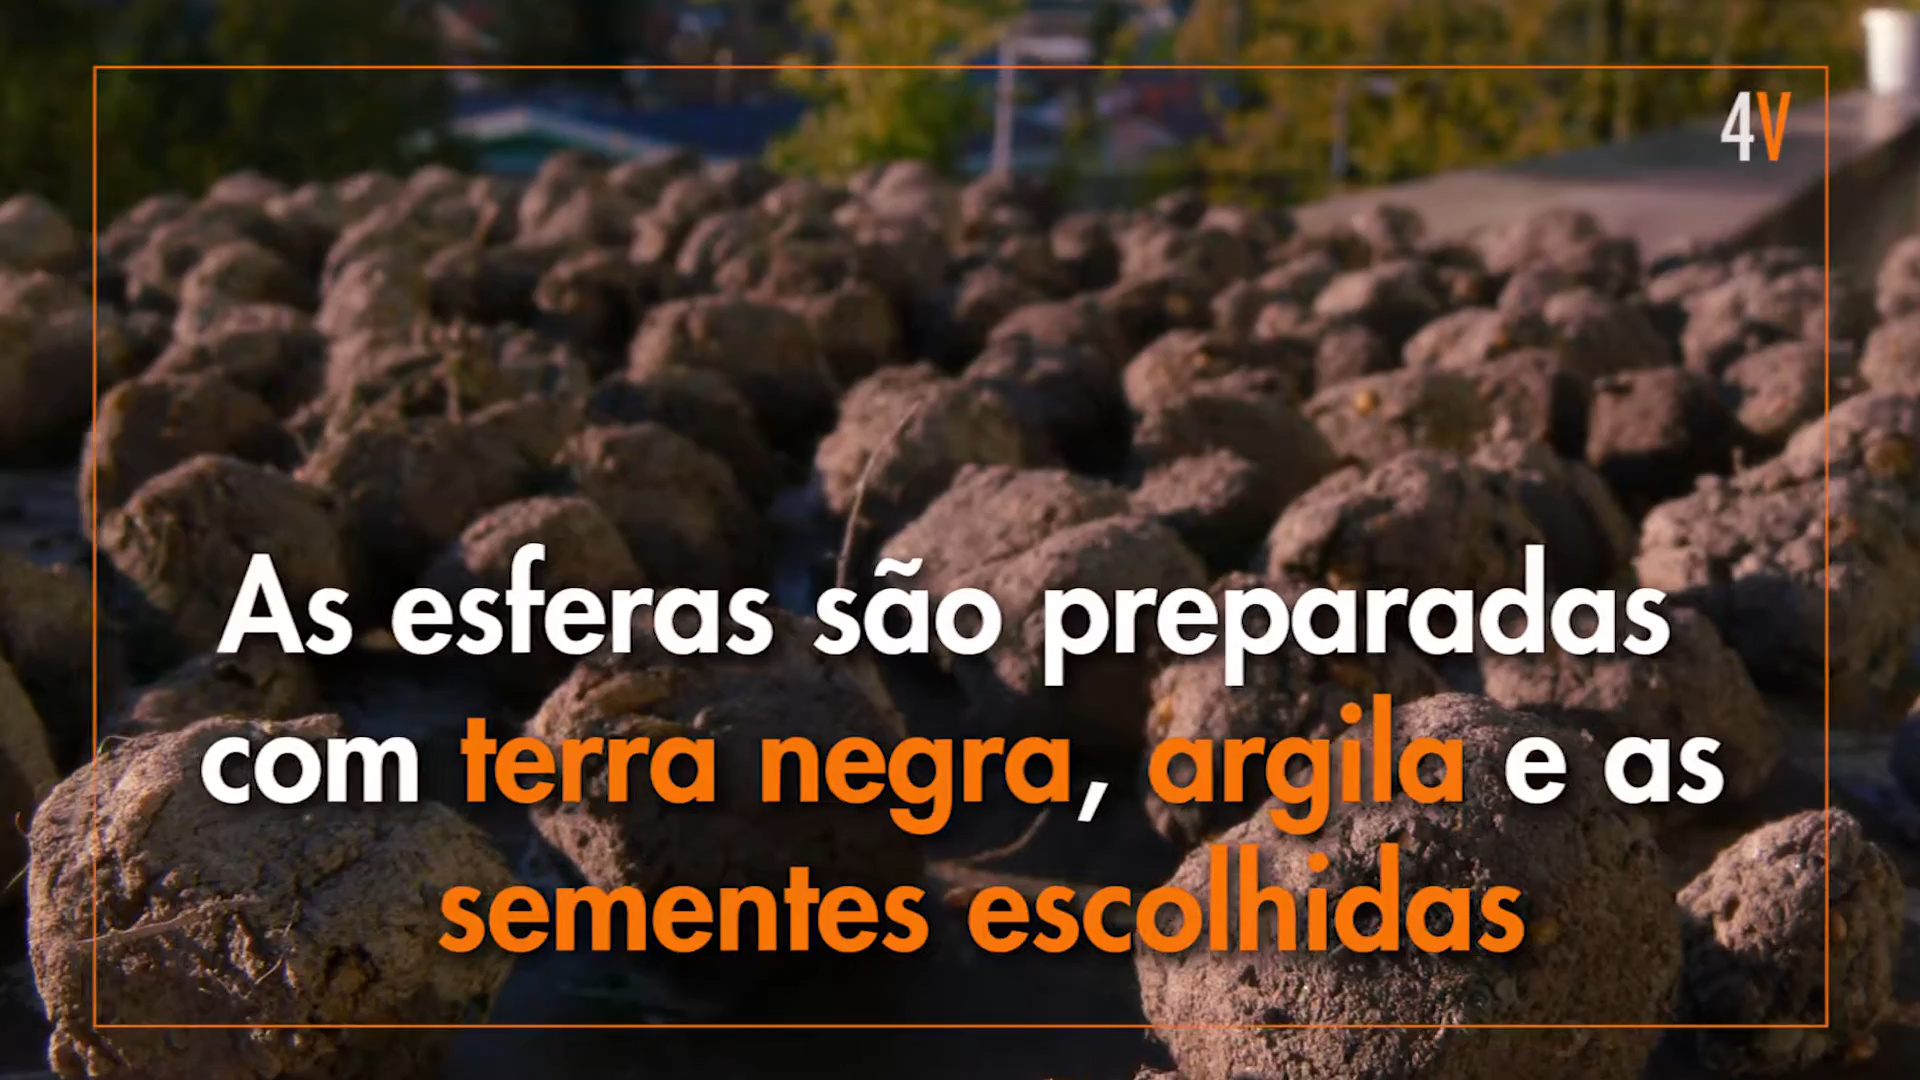 4V
As esferas são preparadas
com terra negra, argila e as
sementes escolhidas